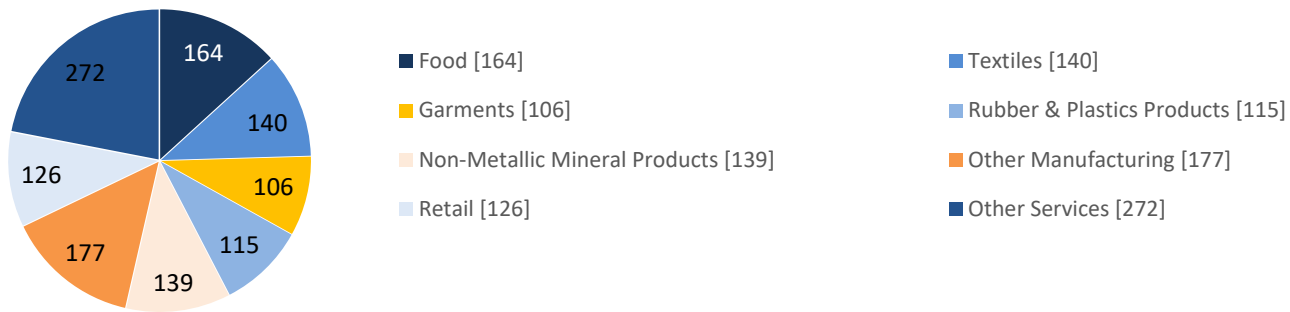 164
140
106
115
139
177
126
272
Food [164]
Textiles [140]
Garments [106]
Rubber & Plastics Products [115]
Non-Metallic Mineral Products [139]
Other Manufacturing [177]
Retail [126]
Other Services [272]